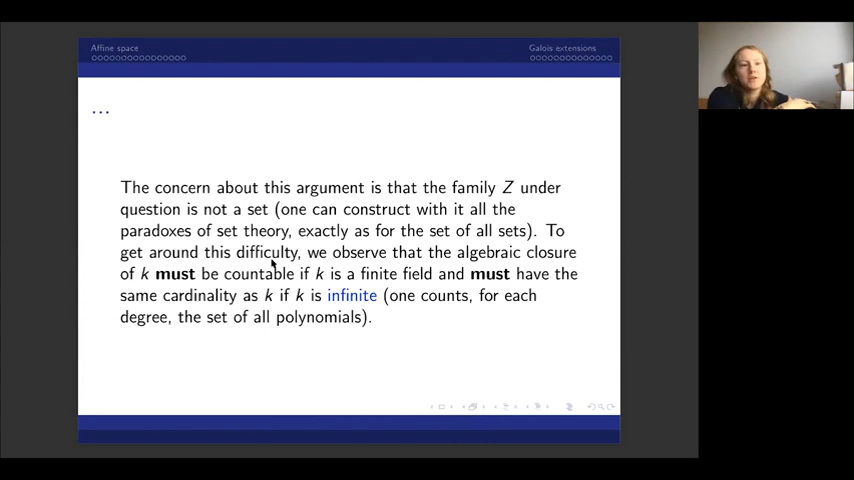 Affine space
Galois extensions
...
The concern about this argument is that the family Z under
question is not a set (one can construct with it all the
paradoxes of set theory, exactly as for the set of all sets). To
get around this difficulty, we observe that the algebraic closure
of k must be countable if k is a finite field and must have the
same cardinality as k if k is infinite (one counts, for each
degree, the set of all polynomials).